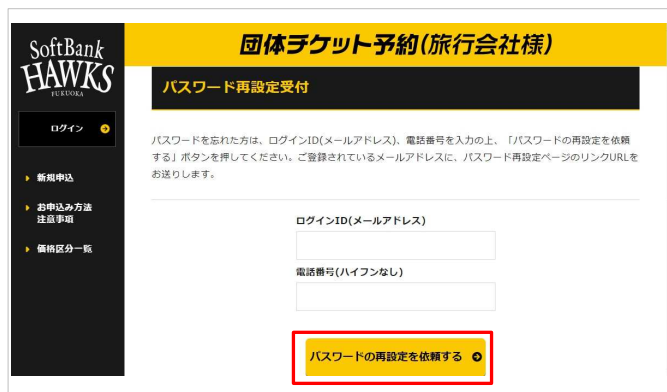 SoftBank
HAWKS
FUKUOKA
団体チケット予約(旅行会社様)
パスワード再設定受付
ログイン
新規申込
お申込み方法
注意事項
価格区分一覧
パスワードを忘れた方は、ログインID(メールアドレス)、電話番号を入力の上、「パスワードの再設定を依頼
する」ボタンを押してください。ご登録されているメールアドレスに、パスワード再設定ページのリンクURLを
お送りします。
ログインID(メールアドレス)
電話番号(ハイフンなし)
パスワードの再設定を依頼する